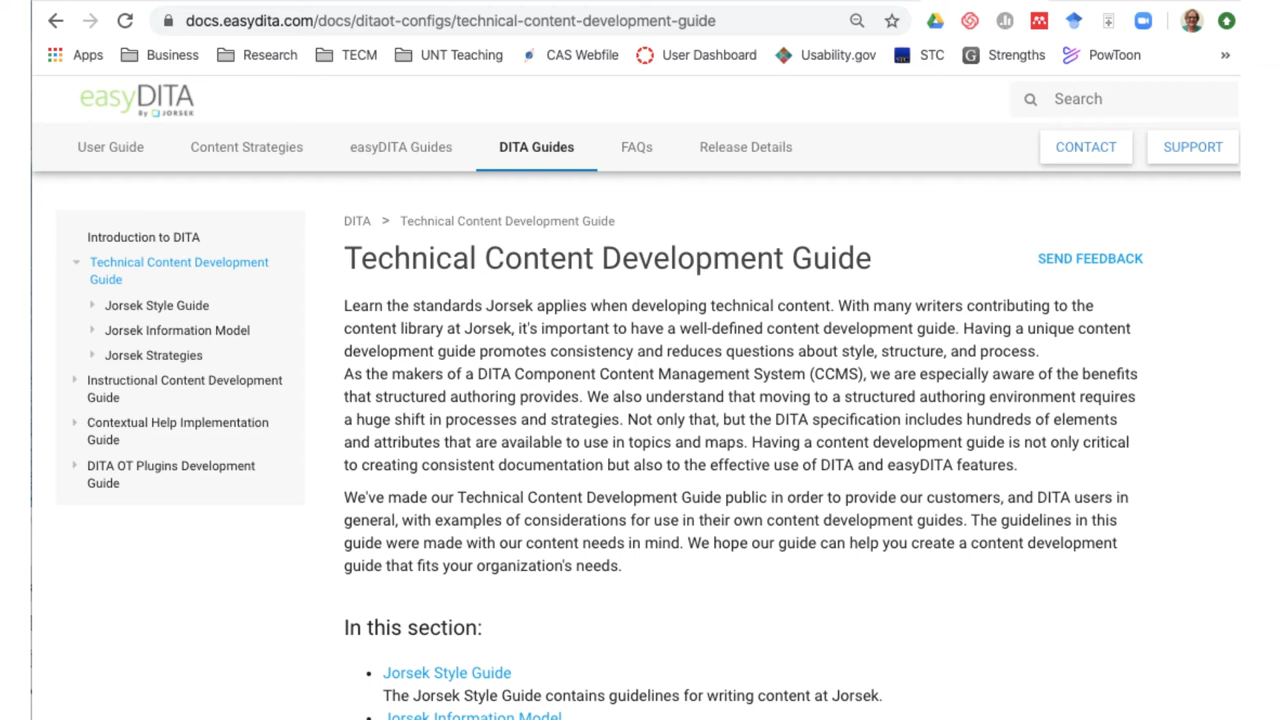 docs.easydita.com/docs/ditaot-configs/technical-content-development-guide
Apps Business Research TECM UNT Teaching CAS Webfile User Dashboard Usability.gov STC Strengths PowToon »
easyDITA
By JORSEK
Search
User Guide Content Strategies easyDITA Guides DITA Guides FAQs Release Details CONTACT SUPPORT
Introduction to DITA
Technical Content Development
Guide
Jorsek Style Guide
Jorsek Information Model
Jorsek Strategies
Instructional Content Development
Guide
Contextual Help Implementation
Guide
DITA OT Plugins Development
Guide
DITA > Technical Content Development Guide
Technical Content Development Guide
SEND FEEDBACK
Learn the standards Jorsek applies when developing technical content. With many writers contributing to the
content library at Jorsek, it's important to have a well-defined content development guide. Having a unique content
development guide promotes consistency and reduces questions about style, structure, and process.
As the makers of a DITA Component Content Management System (CCMS), we are especially aware of the benefits
that structured authoring provides. We also understand that moving to a structured authoring environment requires
a huge shift in processes and strategies. Not only that, but the DITA specification includes hundreds of elements
and attributes that are available to use in topics and maps. Having a content development guide is not only critical
to creating consistent documentation but also to the effective use of DITA and easyDITA features.
We've made our Technical Content Development Guide public in order to provide our customers, and DITA users in
general, with examples of considerations for use in their own content development guides. The guidelines in this
guide were made with our content needs in mind. We hope our guide can help you create a content development
guide that fits your organization's needs.
In this section:
• Jorsek Style Guide
The Jorsek Style Guide contains guidelines for writing content at Jorsek.
• Jorsek Information Model